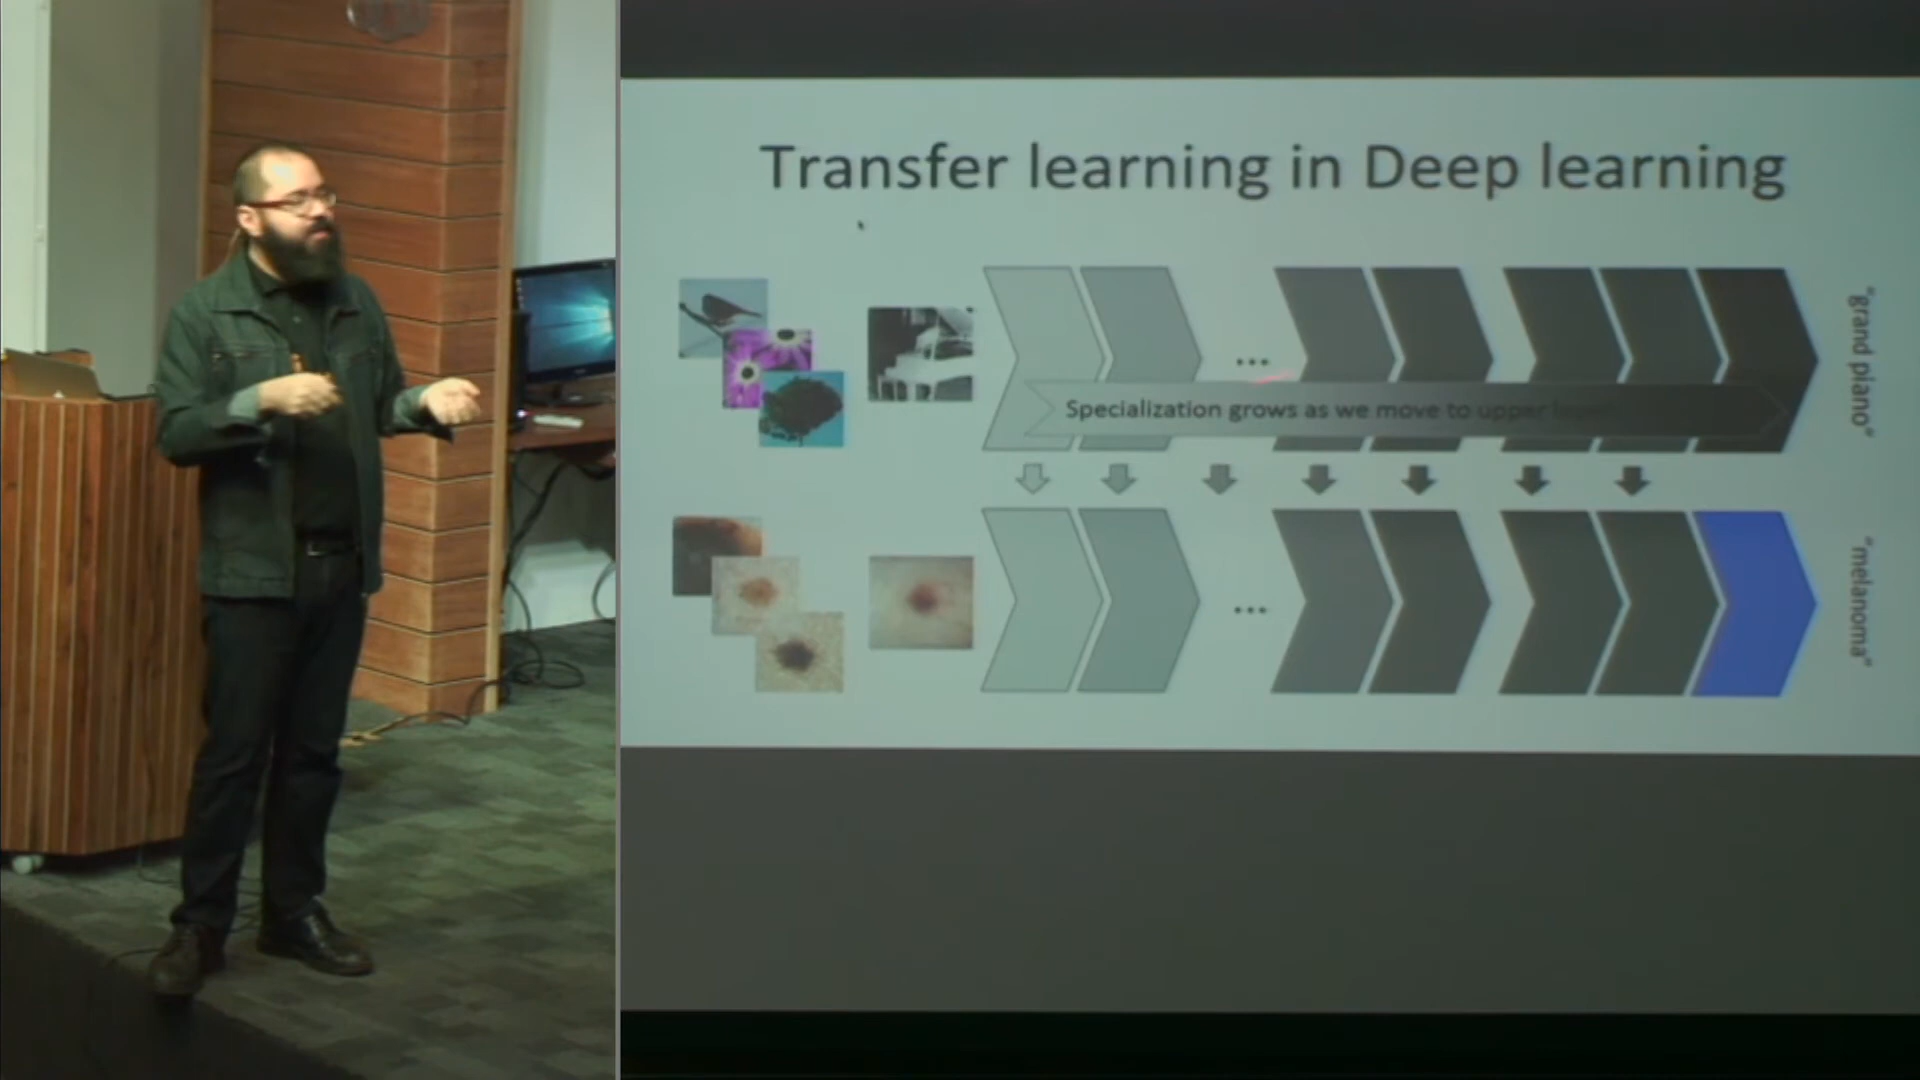 Transfer learning in Deep learning
...
Specialization grows as we move to upper
"grand piano"
...
"melanoma"